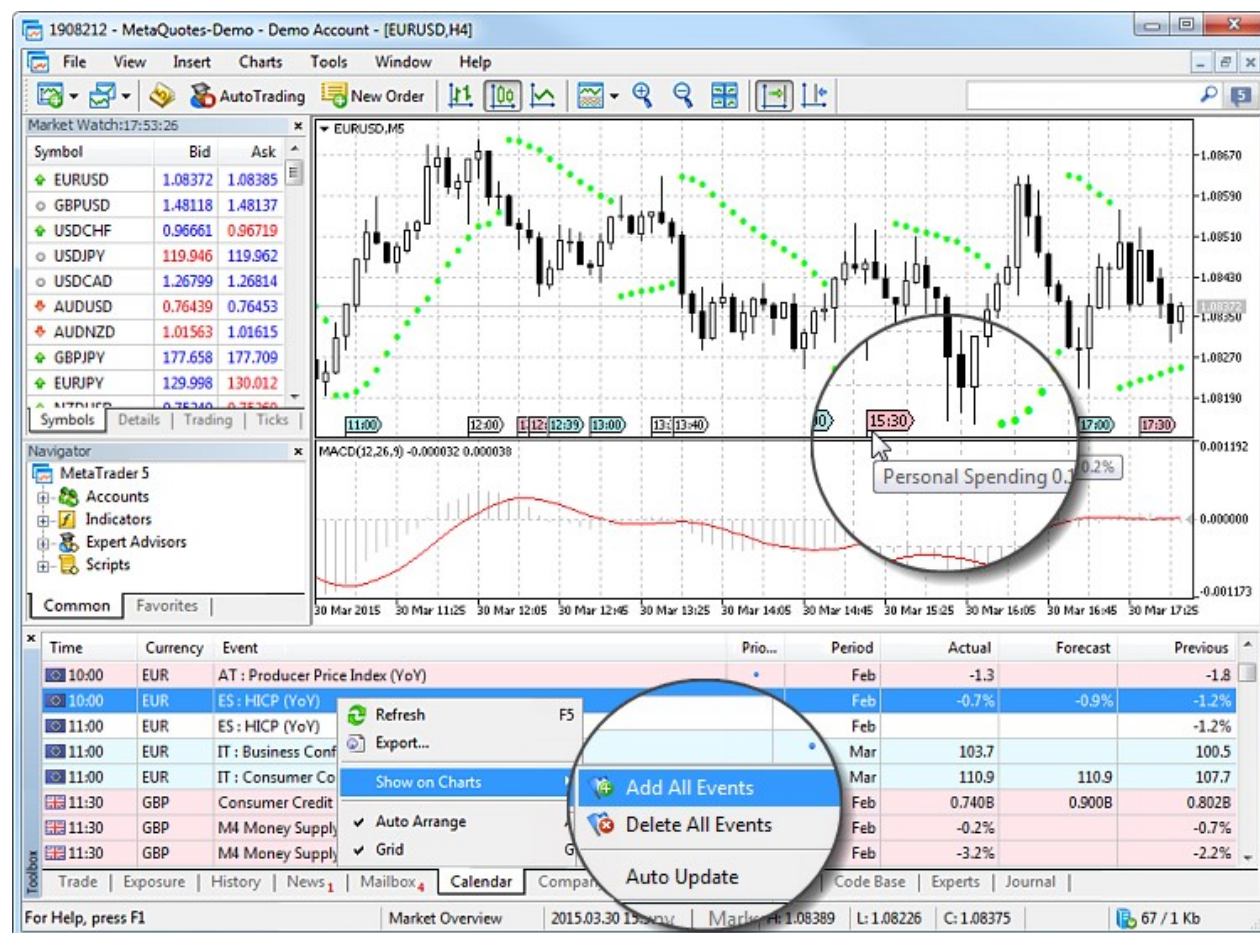 1908212 - MetaQuotes-Demo - Demo Account - [EURUSD,H4]
File View Insert Charts Tools Window Help
AutoTrading New Order 5
Market Watch:17:53:26
Symbol Bid Ask
EURUSD 1.08372 1.08385
GBPUSD 1.48118 1.48137
USDCHF 0.96661 0.96719
USDJPY 119.946 119.962
USDCAD 1.26799 1.26814
AUDUSD 0.76439 0.76453
AUDNZD 1.01563 1.01615
GBPJPY 177.658 177.709
EURJPY 129.998 130.012
Symbols Details Trading Ticks
EURUSD,M5
1.08670
1.08590
1.08510
1.08430
1.08372
1.08350
1.08270
1.08190
11:00 12:00 12: 12:39 13:00 13: 13:40 15:30 17:00 17:30
Personal Spending 0. 0.2%
Navigator
MetaTrader 5
Accounts
Indicators
Expert Advisors
Scripts
Common Favorites
MACD(12,26,9) -0.000032 0.000038
0.001192
0.000000
-0.001173
30 Mar 2015 30 Mar 11:25 30 Mar 12:05 30 Mar 12:45 30 Mar 13:25 30 Mar 14:05 30 Mar 14:45 30 Mar 15:25 30 Mar 16:05 30 Mar 16:45 30 Mar 17:25
Time Currency Event Prio... Period Actual Forecast Previous
10:00 EUR AT : Producer Price Index (YoY) Feb -1.3 -1.8
10:00 EUR ES : HICP (YoY) Feb -0.7% -0.9% -1.2%
11:00 EUR ES : HICP (YoY) Feb -1.2%
11:00 EUR IT : Business Conf Mar 103.7 100.5
11:00 EUR IT : Consumer Co Mar 110.9 110.9 107.7
11:30 GBP Consumer Credit Feb 0.740B 0.900B 0.802B
11:30 GBP M4 Money Supply Feb -0.2% -0.7%
11:30 GBP M4 Money Supply Feb -3.2% -2.2%
Refresh F5
Export...
Show on Charts
Auto Arrange A
Grid G
Add All Events
Delete All Events
Auto Update
Toolbox
Trade Exposure History News 1 Mailbox 4 Calendar Company Code Base Experts Journal
For Help, press F1 Market Overview 2015.03.30 H: 1.08389 L: 1.08226 C: 1.08375 67 / 1 Kb